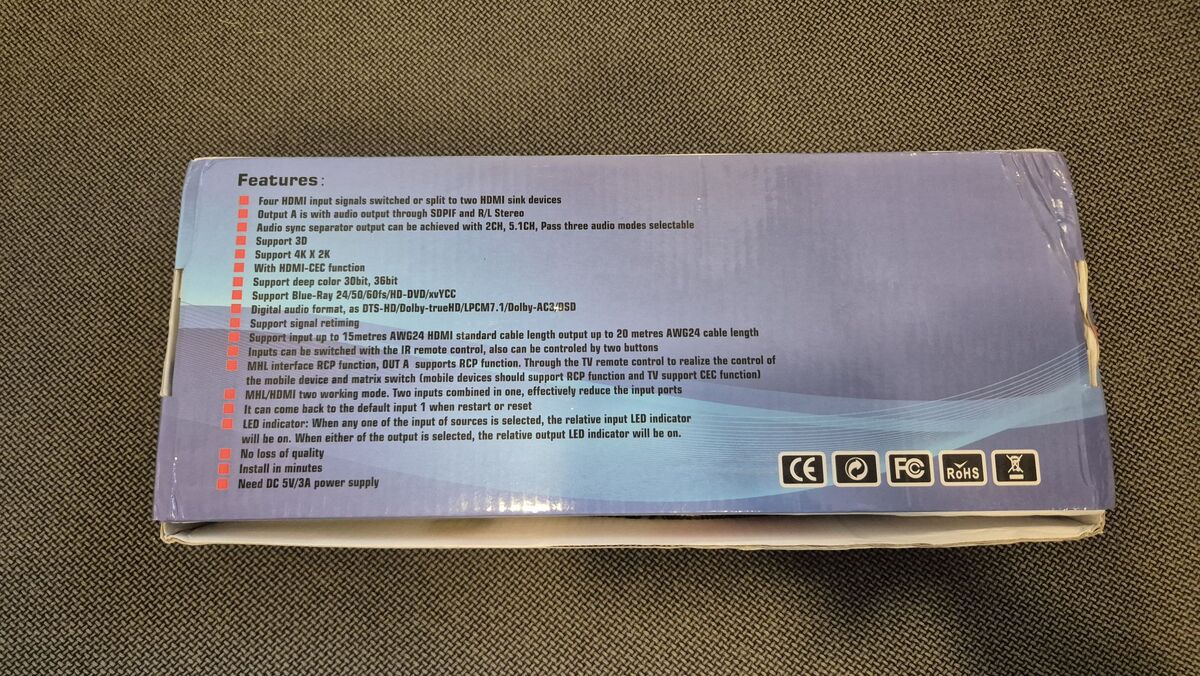 Features:
Four HDMI input signals switched or split to two HDMI sink devices
Output A is with audio output through SDPIF and R/L Stereo
Audio sync separator output can be achieved with 2CH, 5.1CH, Pass three audio modes selectable
Support 3D
Support 4K X 2K
With HDMI-CEC function
Support deep color 30bit, 36bit
Support Blue-Ray 24/50/60fs/HD-DVD/xvYCC
Digital audio format, as DTS-HD/Dolby-trueHD/LPCM7.1/Dolby-AC3/DSD
Support signal retiming
Support input up to 15metres AWG24 HDMI standard cable length output up to 20 metres AWG24 cable length
Inputs can be switched with the IR remote control, also can be controled by two buttons
MHL interface RCP function, OUT A supports RCP function. Through the TV remote control to realize the control of
the mobile device and matrix switch (mobile devices should support RCP function and TV support CEC function)
MHL/HDMI two working mode. Two inputs combined in one, effectively reduce the input ports
It can come back to the default input 1 when restart or reset
LED indicator: When any one of the input of sources is selected, the relative input LED indicator
will be on. When either of the output is selected, the relative output LED indicator will be on.
No loss of quality
Install in minutes
Need DC 5V/3A power supply
CE FC RoHS